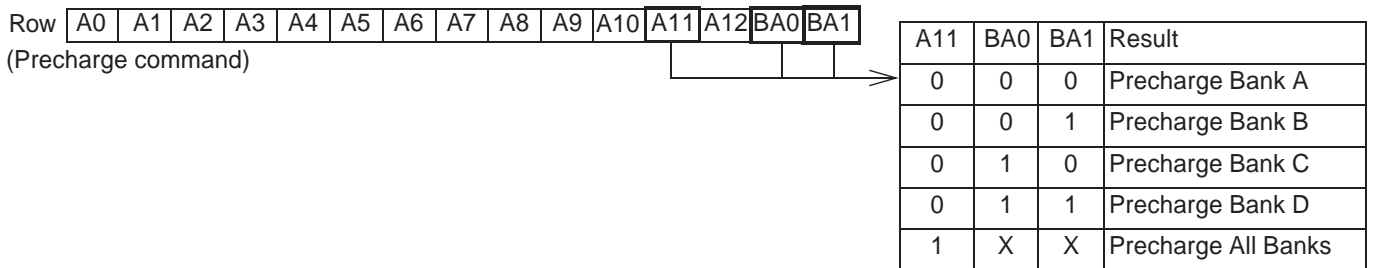 Row A0 A1 A2 A3 A4 A5 A6 A7 A8 A9 A10 A11 A12 BA0 BA1
(Precharge command)
A11 BA0 BA1 Result
0 0 0 Precharge Bank A
0 0 1 Precharge Bank B
0 1 0 Precharge Bank C
0 1 1 Precharge Bank D
1 X X Precharge All Banks